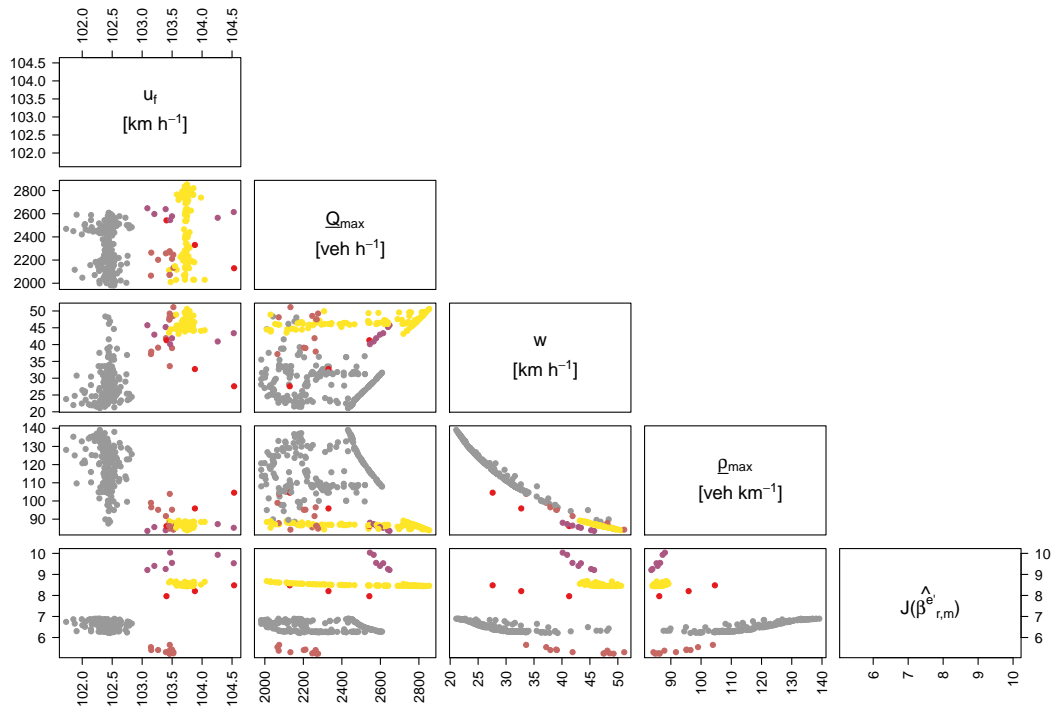 102.0 102.5 103.0 103.5 104.0 104.5
104.5
104.0
103.5
103.0
102.5
102.0
u_f
[km h⁻¹]
2800
2600
2400
2200
2000
Q_max
[veh h⁻¹]
50
45
40
35
30
25
20
w
[km h⁻¹]
140
130
120
110
100
90
ρ_max
[veh km⁻¹]
10
9
8
7
6
J(β̂^e'_r,m)
10
9
8
7
6
102.0 102.5 103.0 103.5 104.0 104.5
2000 2200 2400 2600 2800
20 25 30 35 40 45 50
90 100 110 120 130 140
6 7 8 9 10